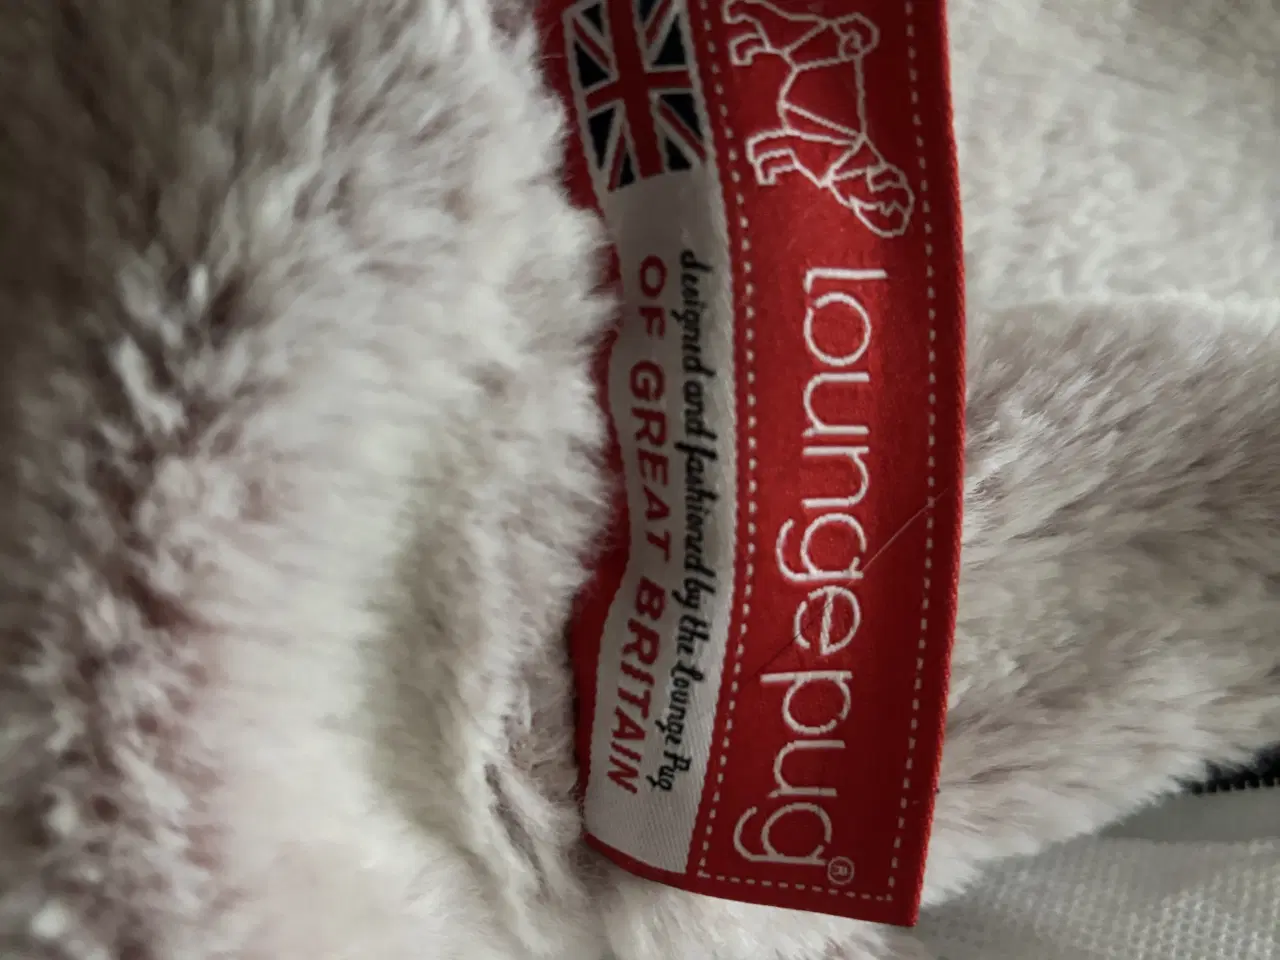 loungepug®
designed and fashioned by the Lounge Pug
OF GREAT BRITAIN